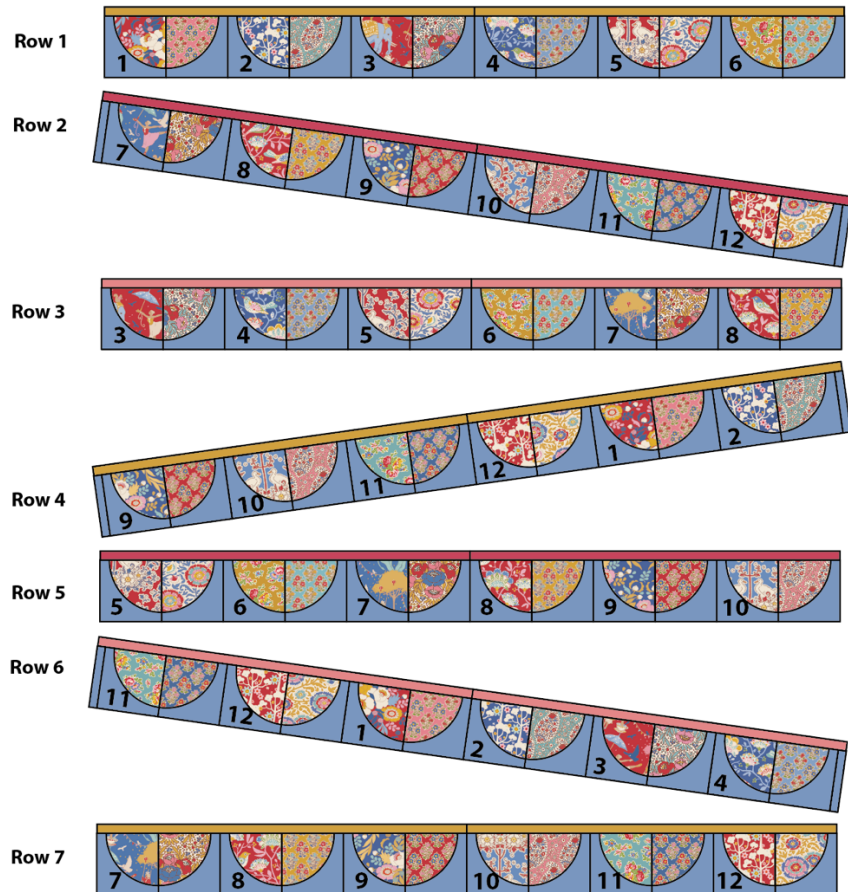 Row 1
1 2 3 4 5 6
Row 2
7 8 9 10 11 12
Row 3
3 4 5 6 7 8
Row 4
9 10 11 12 1 2
Row 5
5 6 7 8 9 10
Row 6
11 12 1 2 3 4
Row 7
7 8 9 10 11 12